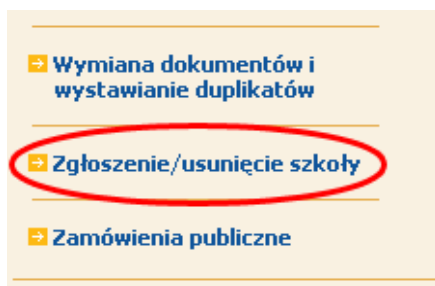 Wymiana dokumentów i
wystawianie duplikatów
Zgłoszenie/usunięcie szkoły
Zamówienia publiczne